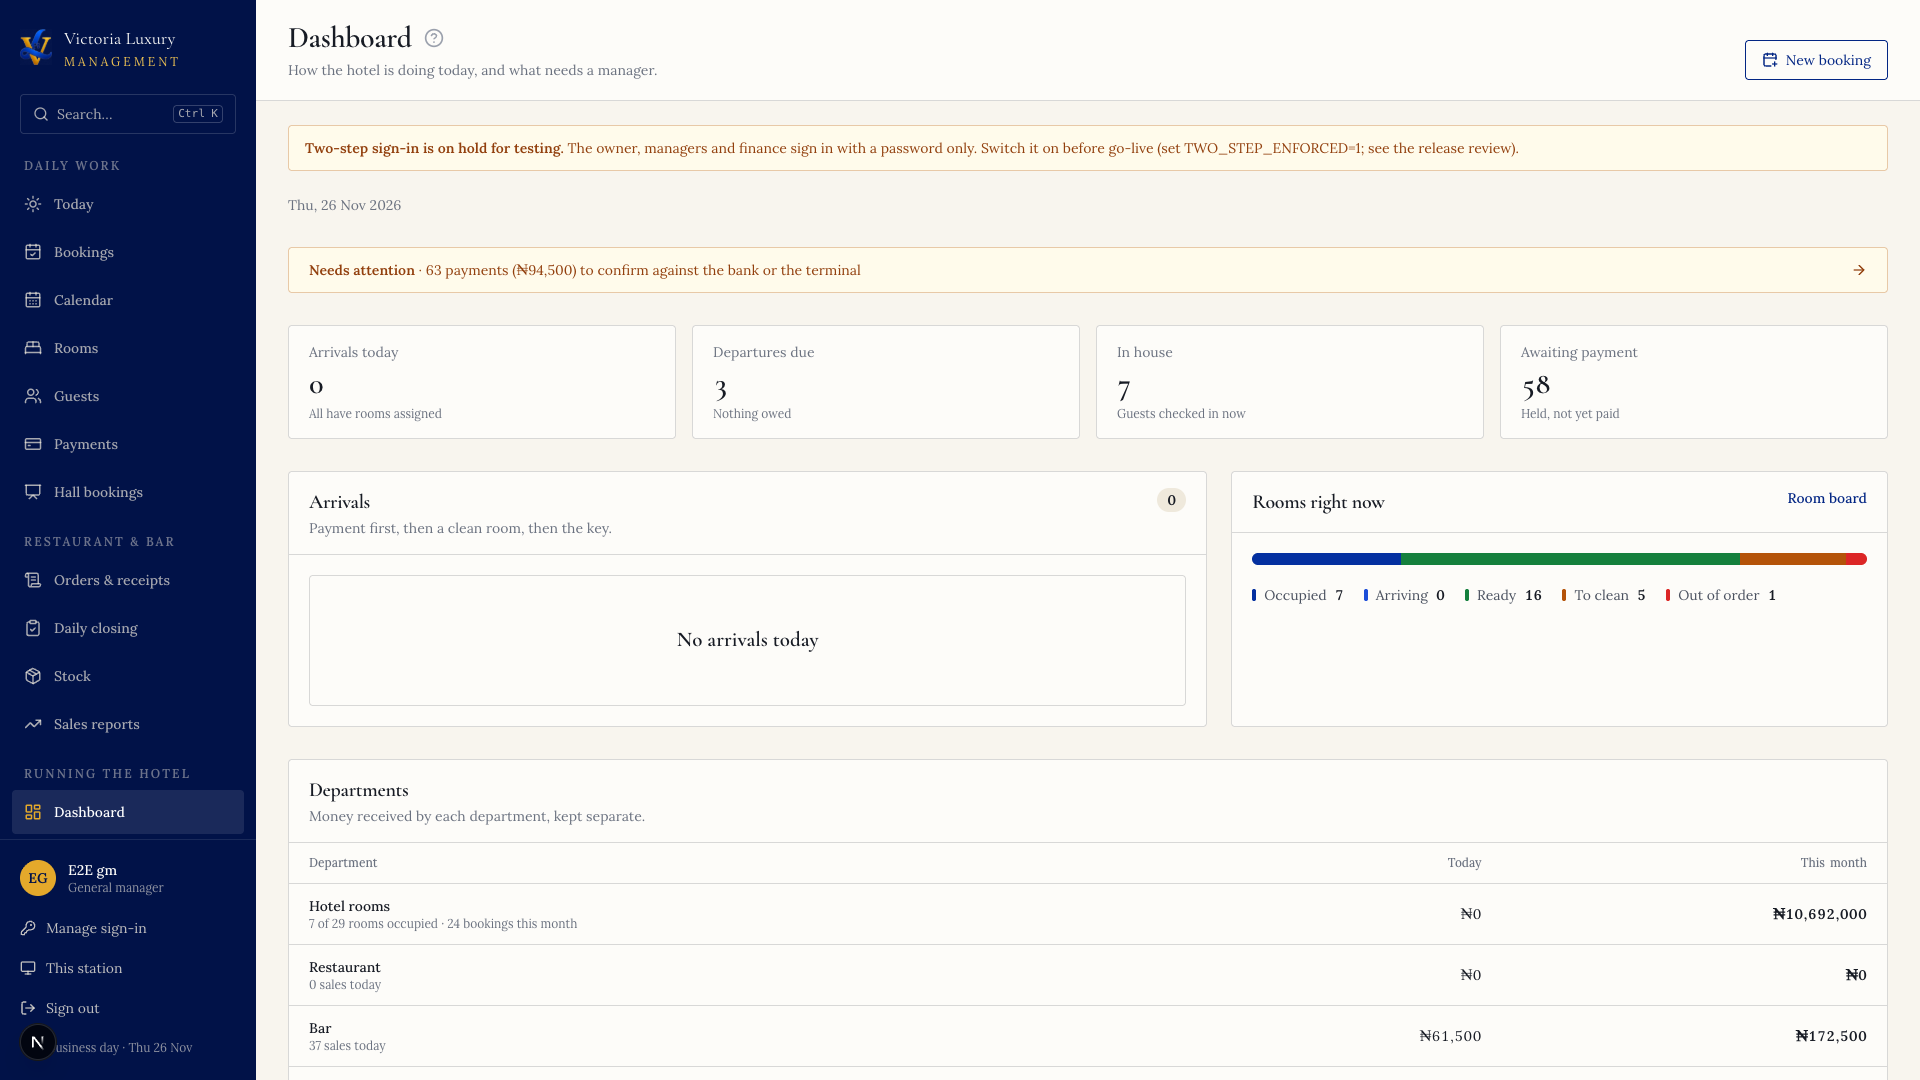 Victoria Luxury
MANAGEMENT
Search...
Ctrl K
DAILY WORK
Today
Bookings
Calendar
Rooms
Guests
Payments
Hall bookings
RESTAURANT & BAR
Orders & receipts
Daily closing
Stock
Sales reports
RUNNING THE HOTEL
Dashboard
EG
E2E gm
General manager
Manage sign-in
This station
Sign out
N
usiness day · Thu 26 Nov
Dashboard ?
How the hotel is doing today, and what needs a manager.
New booking
Two-step sign-in is on hold for testing. The owner, managers and finance sign in with a password only. Switch it on before go-live (set TWO_STEP_ENFORCED=1; see the release review).
Thu, 26 Nov 2026
Needs attention · 63 payments (₦94,500) to confirm against the bank or the terminal
Arrivals today
0
All have rooms assigned
Departures due
3
Nothing owed
In house
7
Guests checked in now
Awaiting payment
58
Held, not yet paid
Arrivals
0
Payment first, then a clean room, then the key.
No arrivals today
Rooms right now
Room board
Occupied 7 Arriving 0 Ready 16 To clean 5 Out of order 1
Departments
Money received by each department, kept separate.
Department Today This month
Hotel rooms
7 of 29 rooms occupied · 24 bookings this month
₦0 ₦10,692,000
Restaurant
0 sales today
₦0 ₦0
Bar
37 sales today
₦61,500 ₦172,500